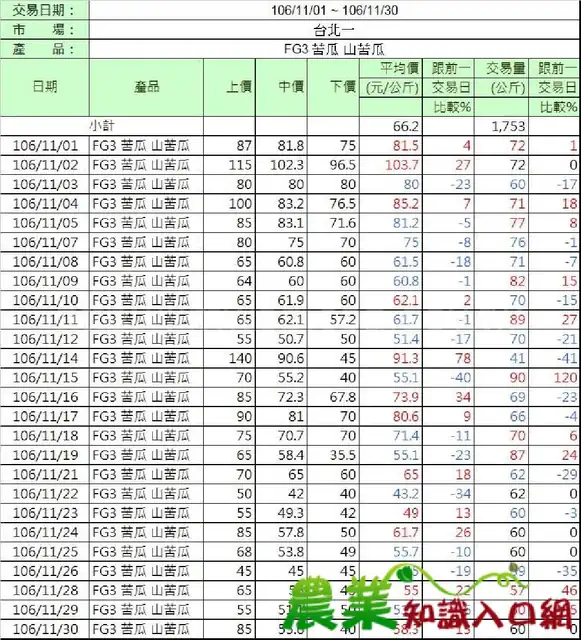 交易日期： 106/11/01 ~ 106/11/30
市 場： 台北一
產 品： FG3 苦瓜 山苦瓜
日期 產品 上價 中價 下價 平均價 (元/公斤) 跟前一交易日比較% 交易量 (公斤) 跟前一交易日比較%
小計 66.2 1,753
106/11/01 FG3 苦瓜 山苦瓜 87 81.8 75 81.5 4 72 1
106/11/02 FG3 苦瓜 山苦瓜 115 102.3 96.5 103.7 27 72 0
106/11/03 FG3 苦瓜 山苦瓜 80 80 80 80 -23 60 -17
106/11/04 FG3 苦瓜 山苦瓜 100 83.2 76.5 85.2 7 71 18
106/11/05 FG3 苦瓜 山苦瓜 85 83.1 71.6 81.2 -5 77 8
106/11/07 FG3 苦瓜 山苦瓜 80 75 70 75 -8 76 -1
106/11/08 FG3 苦瓜 山苦瓜 65 60.8 60 61.5 -18 71 -7
106/11/09 FG3 苦瓜 山苦瓜 64 60 60 60.8 -1 82 15
106/11/10 FG3 苦瓜 山苦瓜 65 61.9 60 62.1 2 70 -15
106/11/11 FG3 苦瓜 山苦瓜 65 62.1 57.2 61.7 -1 89 27
106/11/12 FG3 苦瓜 山苦瓜 55 50.7 50 51.4 -17 70 -21
106/11/14 FG3 苦瓜 山苦瓜 140 90.6 45 91.3 78 41 -41
106/11/15 FG3 苦瓜 山苦瓜 70 55.2 40 55.1 -40 90 120
106/11/16 FG3 苦瓜 山苦瓜 85 72.3 67.8 73.9 34 69 -23
106/11/17 FG3 苦瓜 山苦瓜 90 81 70 80.6 9 66 -4
106/11/18 FG3 苦瓜 山苦瓜 75 70.7 70 71.4 -11 70 6
106/11/19 FG3 苦瓜 山苦瓜 65 58.4 35.5 55.1 -23 87 24
106/11/21 FG3 苦瓜 山苦瓜 70 65 60 65 18 62 -29
106/11/22 FG3 苦瓜 山苦瓜 50 42 40 43.2 -34 62 0
106/11/23 FG3 苦瓜 山苦瓜 55 49.3 42 49 13 60 -3
106/11/24 FG3 苦瓜 山苦瓜 85 57.8 50 61.7 26 60 0
106/11/25 FG3 苦瓜 山苦瓜 68 53.8 49 55.7 -10 60 0
106/11/26 FG3 苦瓜 山苦瓜 45 45 40 -19 -35
106/11/28 FG3 苦瓜 山苦瓜 65 55 22 57 46
106/11/29 FG3 苦瓜 山苦瓜 55 50
106/11/30 FG3 苦瓜 山苦瓜 85 40 58.3 15 60
農業知識入口網